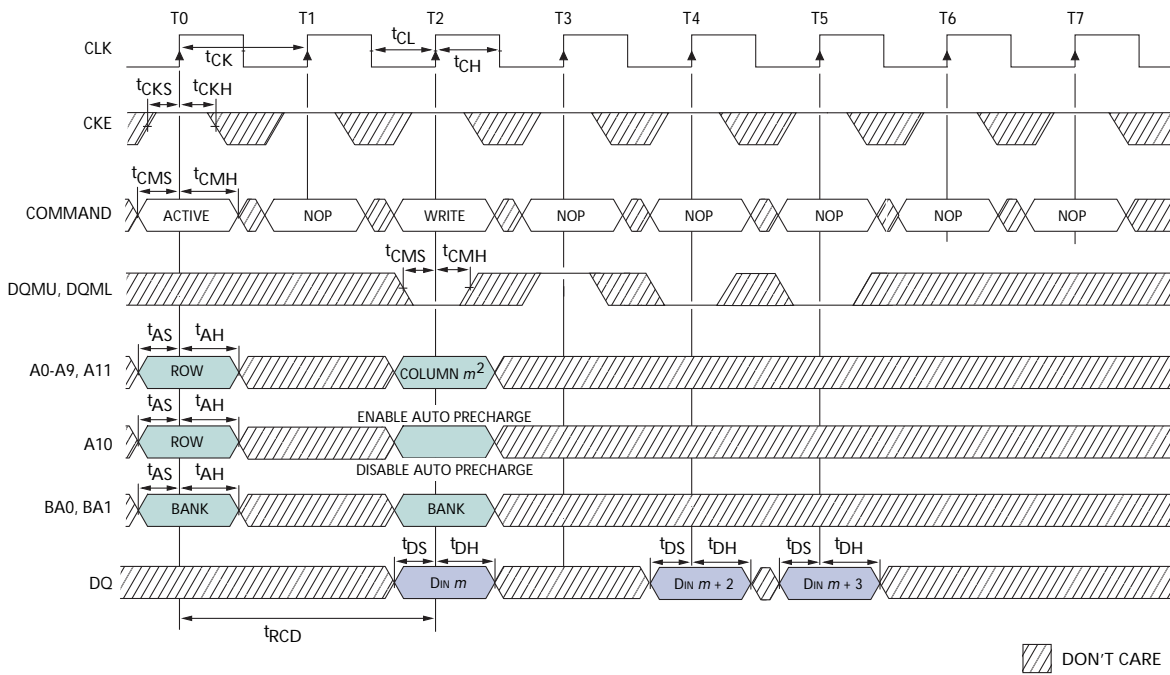 T0 T1 T2 T3 T4 T5 T6 T7
CLK
tCK tCL tCH
tCKS tCKH
CKE
tCMS tCMH
COMMAND ACTIVE NOP WRITE NOP NOP NOP NOP NOP
tCMS tCMH
DQMU, DQML
tAS tAH
A0-A9, A11 ROW COLUMN m2
tAS tAH ENABLE AUTO PRECHARGE
A10 ROW
DISABLE AUTO PRECHARGE
tAS tAH
BA0, BA1 BANK BANK
tDS tDH tDS tDH tDS tDH
DQ DIN m DIN m + 2 DIN m + 3
tRCD
DON'T CARE